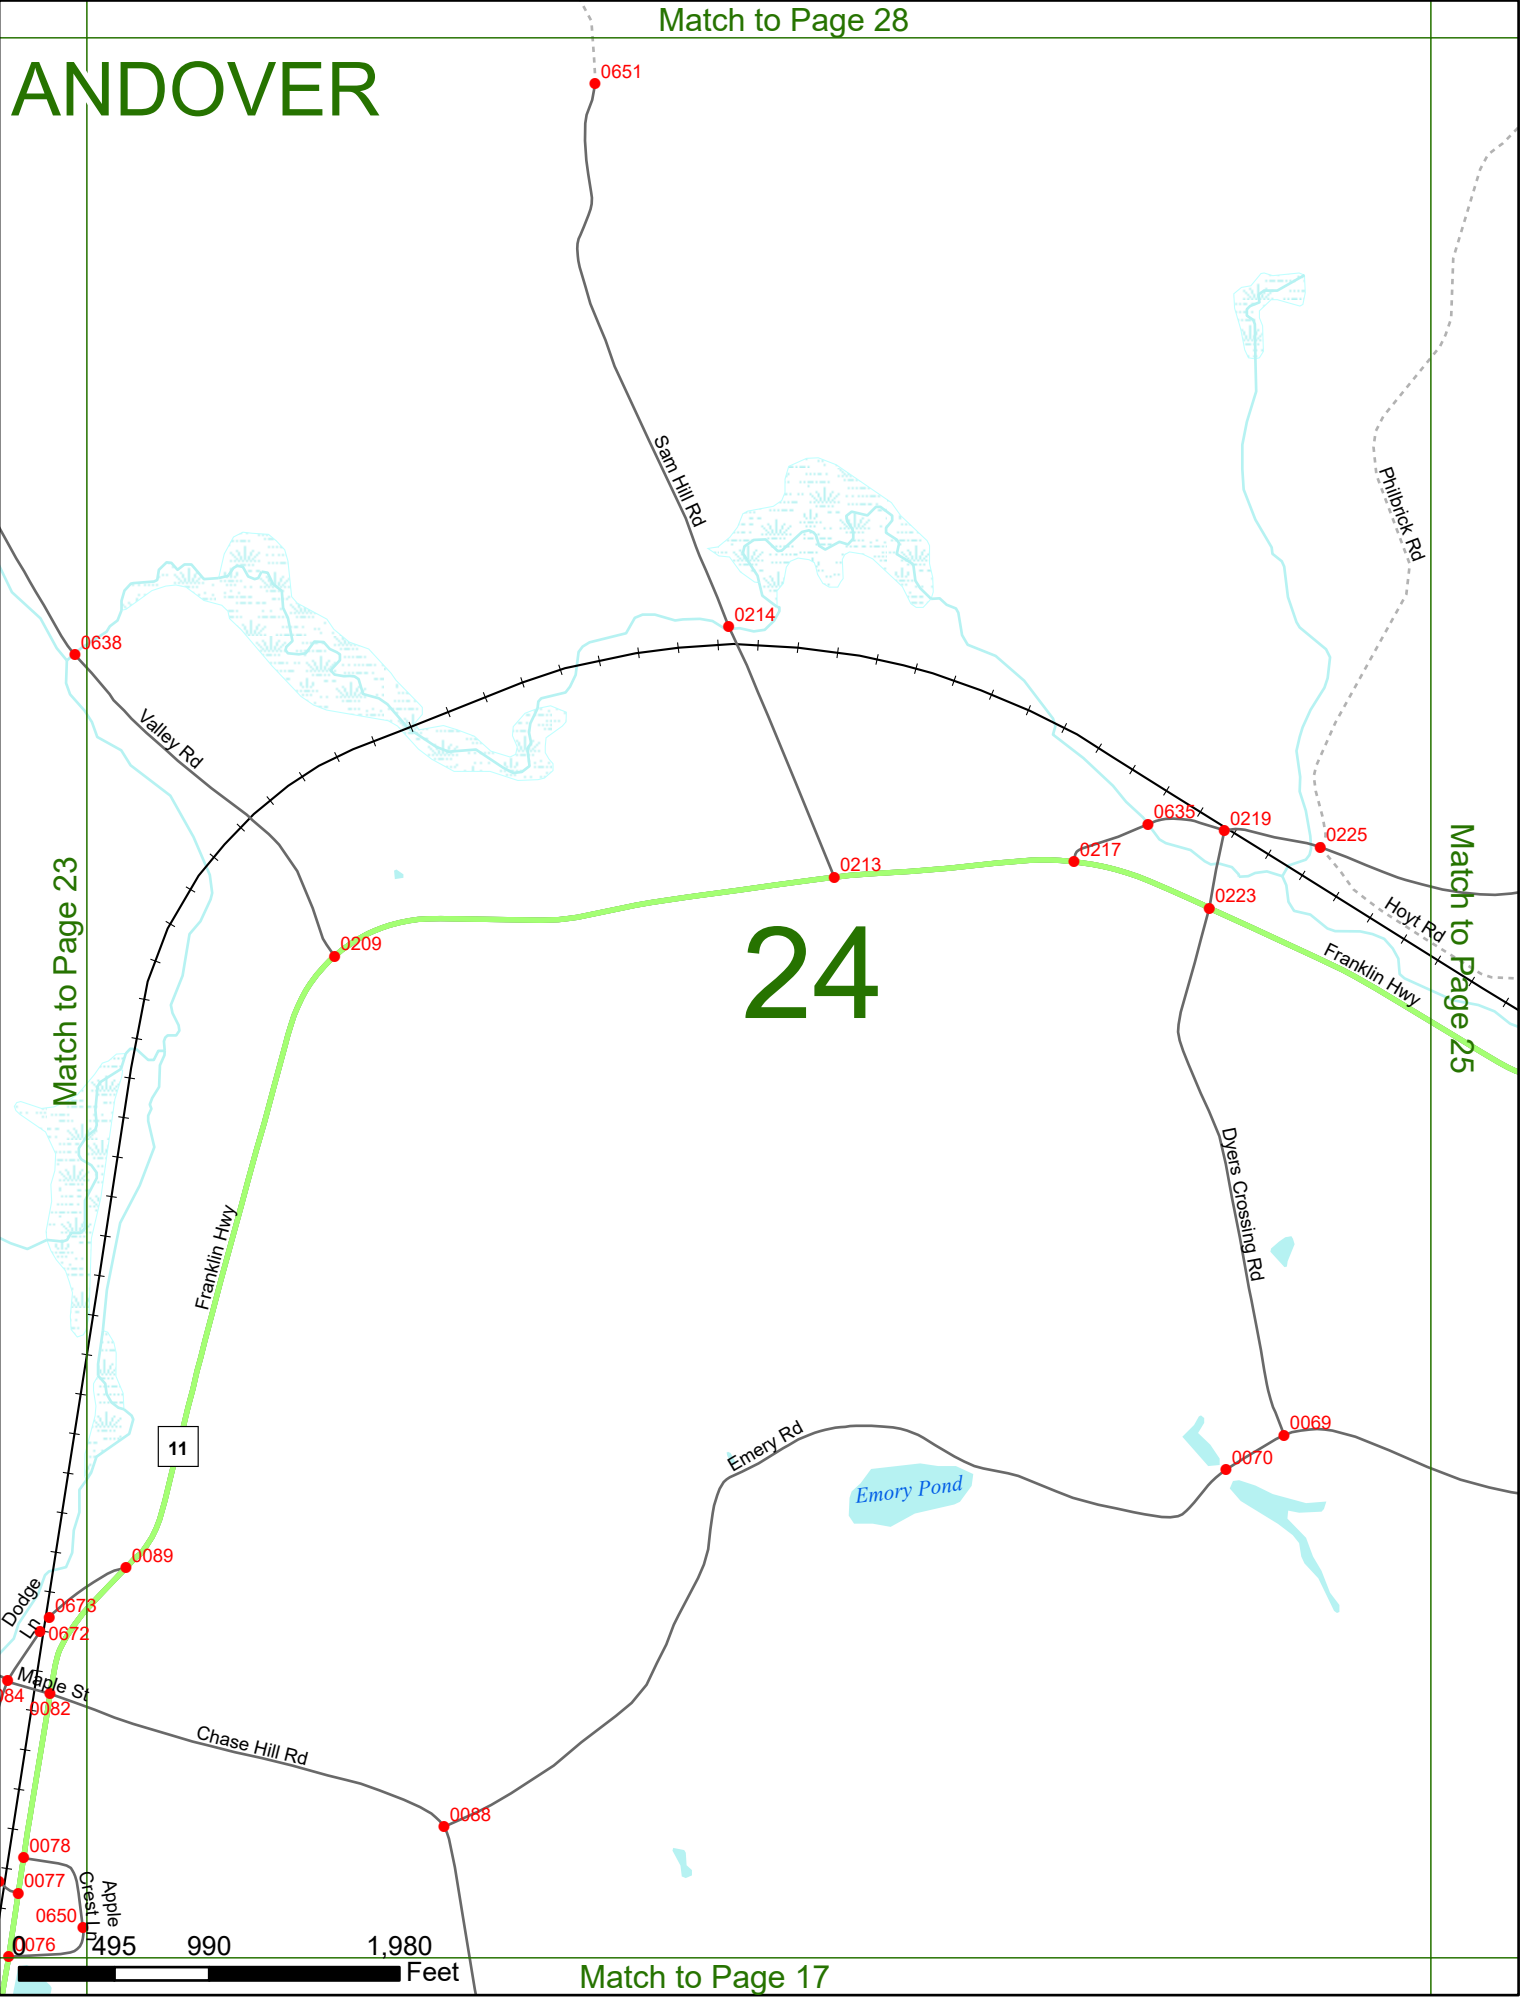 Match to Page 28
ANDOVER
0651
Sam Hill Rd
Philbrick Rd
0214
0638
Valley Rd
0635
0219
0225
0217
0213
0223
0209
24
Hoyt Rd
Franklin Hwy
Match to Page 23
Match to Page 25
Dyers Crossing Rd
Franklin Hwy
11
Emery Rd
Emory Pond
0069
0070
0089
Dodge
Ln
0673
0672
Maple St
84
0082
Chase Hill Rd
0088
0078
0077
Apple
Crest Ln
0650
0076
0 495 990 1,980
Feet
Match to Page 17